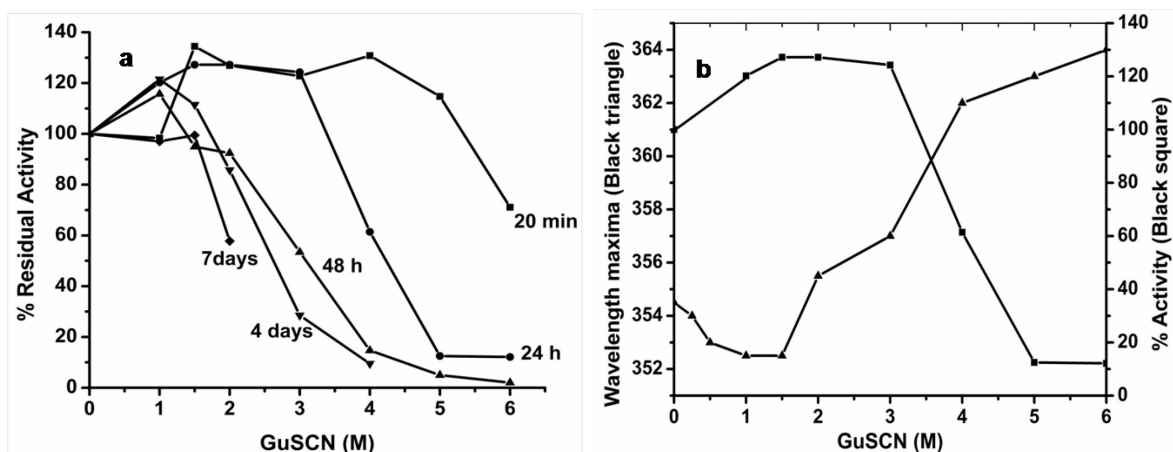 a
% Residual Activity
140
120
100
80
60
40
20
0
20 min
7days
48 h
4 days
24 h
0 1 2 3 4 5 6
GuSCN (M)
b
Wavelength maxima (Black triangle)
364
362
360
358
356
354
352
140
120
100
80
60
40
20
0
% Activity (Black square)
0 1 2 3 4 5 6
GuSCN (M)